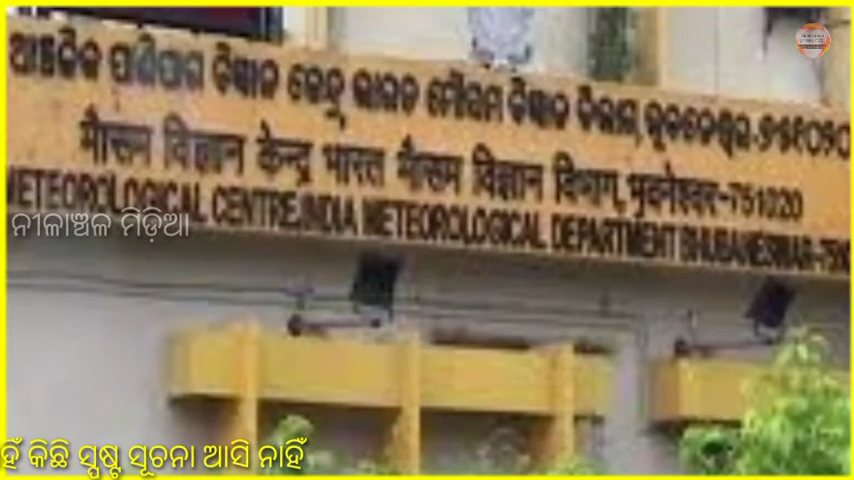 ଆଞ୍ଚଳିକ ପାଣିପାଗ ବିଜ୍ଞାନ କେନ୍ଦ୍ର ଭାରତ ମୌସମ ବିଜ୍ଞାନ ବିଭାଗ, ଭୁବନେଶ୍ୱର-୭୫୧୦୨୦
मौसम विज्ञान केन्द्र भारत मौसम विज्ञान विभाग, भुवनेश्वर-751020
METEOROLOGICAL CENTRE, INDIA METEOROLOGICAL DEPARTMENT BHUBANESWAR-
ନୀଳାଞ୍ଚଳ ମିଡ଼ିଆ
ହିଁ କିଛି ସ୍ପଷ୍ଟ ସୂଚନା ଆସି ନାହିଁ